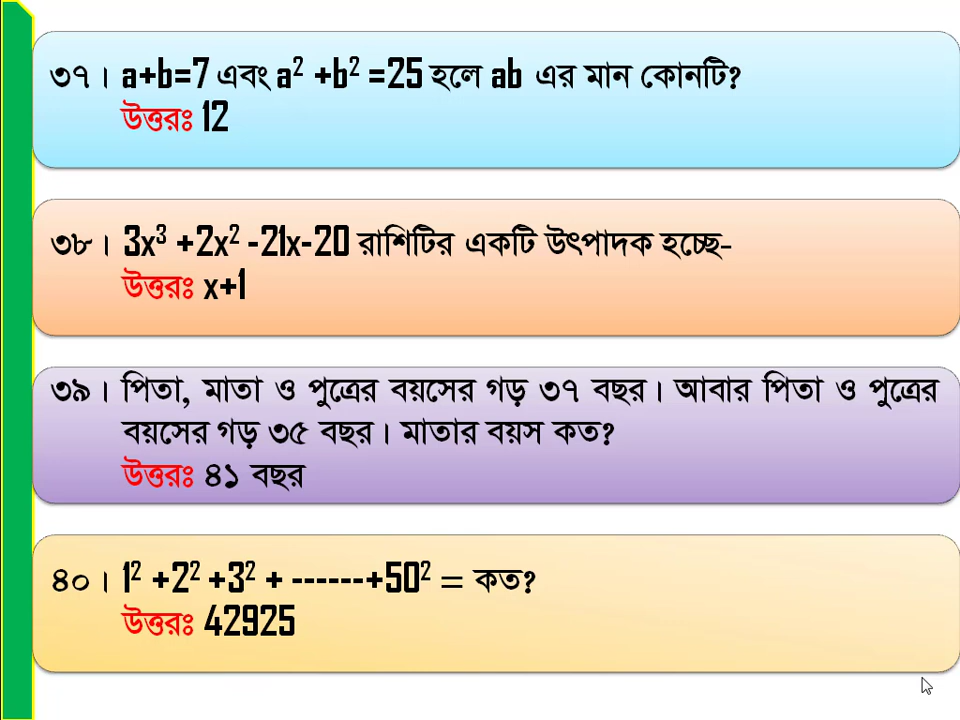 ৩৭। a+b=7 এবং a² +b² =25 হলে ab এর মান কোনটি?
উত্তরঃ 12
৩৮। 3x³ +2x² -21x-20 রাশিটির একটি উৎপাদক হচ্ছে-
উত্তরঃ x+1
৩৯। পিতা, মাতা ও পুত্রের বয়সের গড় ৩৭ বছর। আবার পিতা ও পুত্রের
বয়সের গড় ৩৫ বছর। মাতার বয়স কত?
উত্তরঃ ৪১ বছর
৪০। 1² +2² +3² + ------+50² = কত?
উত্তরঃ 42925